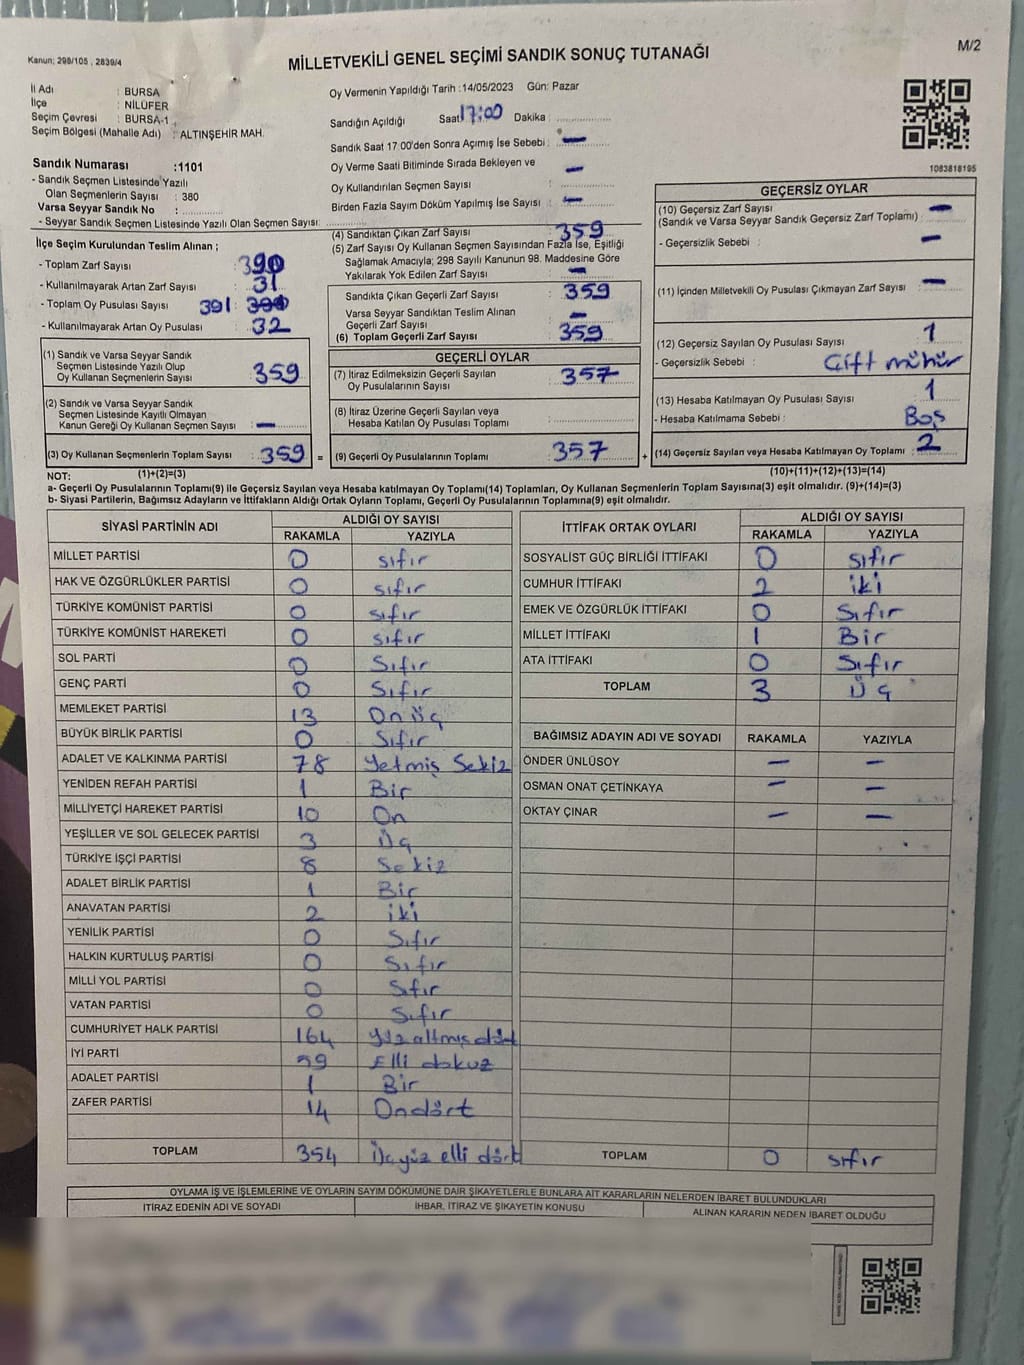 M/2
Kanun; 298/105 , 2839/4
MİLLETVEKİLİ GENEL SEÇİMİ SANDIK SONUÇ TUTANAĞI
İl Adı : BURSA
İlçe : NİLÜFER
Seçim Çevresi : BURSA-1
Seçim Bölgesi (Mahalle Adı) : ALTINŞEHİR MAH.
Sandık Numarası :1101
- Sandık Seçmen Listesinde Yazılı
Olan Seçmenlerin Sayısı : 380
Varsa Seyyar Sandık No :
- Seyyar Sandık Seçmen Listesinde Yazılı Olan Seçmen Sayısı:
Oy Vermenin Yapıldığı Tarih :14/05/2023 Gün: Pazar
Sandığın Açıldığı Saat 17:00 Dakika :
Sandık Saat 17:00'den Sonra Açımış İse Sebebi : —
Oy Verme Saati Bitiminde Sırada Bekleyen ve —
Oy Kullandırılan Seçmen Sayısı :
Birden Fazla Sayım Döküm Yapılmış İse Sayısı : —
1083818195
İlçe Seçim Kurulundan Teslim Alınan ;
- Toplam Zarf Sayısı : 390
- Kullanılmayarak Artan Zarf Sayısı : 31
- Toplam Oy Pusulası Sayısı 391
- Kullanılmayarak Artan Oy Pusulası : 32
(1) Sandık ve Varsa Seyyar Sandık
Seçmen Listesinde Yazılı Olup
Oy Kullanan Seçmenlerin Sayısı : 359
(2) Sandık ve Varsa Seyyar Sandık
Seçmen Listesinde Kayıtlı Olmayan
Kanun Gereği Oy Kullanan Seçmen Sayısı : —
(3) Oy Kullanan Seçmenlerin Toplam Sayısı : 359
(4) Sandıktan Çıkan Zarf Sayısı : 359
(5) Zarf Sayısı Oy Kullanan Seçmen Sayısından Fazla İse, Eşitliği
Sağlamak Amacıyla; 298 Sayılı Kanunun 98. Maddesine Göre
Yakılarak Yok Edilen Zarf Sayısı : —
Sandıkta Çıkan Geçerli Zarf Sayısı : 359
Varsa Seyyar Sandıktan Teslim Alınan
Geçerli Zarf Sayısı : —
(6) Toplam Geçerli Zarf Sayısı : 359
GEÇERLİ OYLAR
(7) İtiraz Edilmeksizin Geçerli Sayılan
Oy Pusulalarının Sayısı : 357
(8) İtiraz Üzerine Geçerli Sayılan veya
Hesaba Katılan Oy Pusulası Toplamı :
= (9) Geçerli Oy Pusulalarının Toplamı : 357 +
GEÇERSİZ OYLAR
(10) Geçersiz Zarf Sayısı —
(Sandık ve Varsa Seyyar Sandık Geçersiz Zarf Toplamı) :
- Geçersizlik Sebebi : —
(11) İçinden Milletvekili Oy Pusulası Çıkmayan Zarf Sayısı : —
(12) Geçersiz Sayılan Oy Pusulası Sayısı : 1
- Geçersizlik Sebebi : Çift mühür
(13) Hesaba Katılmayan Oy Pusulası Sayısı : 1
- Hesaba Katılmama Sebebi : Boş
(14) Geçersiz Sayılan veya Hesaba Katılmayan Oy Toplamı : 2
NOT: (1)+(2)=(3) (10)+(11)+(12)+(13)=(14)
a- Geçerli Oy Pusulalarının Toplamı(9) ile Geçersiz Sayılan veya Hesaba katılmayan Oy Toplamı(14) Toplamları, Oy Kullanan Seçmenlerin Toplam Sayısına(3) eşit olmalıdır. (9)+(14)=(3)
b- Siyasi Partilerin, Bağımsız Adayların ve İttifakların Aldığı Ortak Oyların Toplamı, Geçerli Oy Pusulalarının Toplamına(9) eşit olmalıdır.
SİYASİ PARTİNİN ADI ALDIĞI OY SAYISI
RAKAMLA YAZIYLA
MİLLET PARTİSİ 0 sıfır
HAK VE ÖZGÜRLÜKLER PARTİSİ 0 sıfır
TÜRKİYE KOMÜNİST PARTİSİ 0 sıfır
TÜRKİYE KOMÜNİST HAREKETİ 0 sıfır
SOL PARTİ 0 Sıfır
GENÇ PARTİ 0 Sıfır
MEMLEKET PARTİSİ 13 On üç
BÜYÜK BİRLİK PARTİSİ 0 Sıfır
ADALET VE KALKINMA PARTİSİ 78 Yetmiş Sekiz
YENİDEN REFAH PARTİSİ 1 Bir
MİLLİYETÇİ HAREKET PARTİSİ 10 On
YEŞİLLER VE SOL GELECEK PARTİSİ 3 Üç
TÜRKİYE İŞÇİ PARTİSİ 8 Sekiz
ADALET BİRLİK PARTİSİ 1 Bir
ANAVATAN PARTİSİ 2 iki
YENİLİK PARTİSİ 0 Sıfır
HALKIN KURTULUŞ PARTİSİ 0 Sıfır
MİLLİ YOL PARTİSİ 0 Sıfır
VATAN PARTİSİ 0 Sıfır
CUMHURİYET HALK PARTİSİ 164 Yüz altmış dört
İYİ PARTİ 59 Elli dokuz
ADALET PARTİSİ 1 Bir
ZAFER PARTİSİ 14 Ondört
TOPLAM 354 Üçyüz elli dört
İTTİFAK ORTAK OYLARI ALDIĞI OY SAYISI
RAKAMLA YAZIYLA
SOSYALİST GÜÇ BİRLİĞİ İTTİFAKI 0 sıfır
CUMHUR İTTİFAKI 2 iki
EMEK VE ÖZGÜRLÜK İTTİFAKI 0 Sıfır
MİLLET İTTİFAKI 1 Bir
ATA İTTİFAKI 0 Sıfır
TOPLAM 3 Üç
BAĞIMSIZ ADAYIN ADI VE SOYADI RAKAMLA YAZIYLA
ÖNDER ÜNLÜSOY — —
OSMAN ONAT ÇETİNKAYA — —
OKTAY ÇINAR — —
TOPLAM 0 sıfır
OYLAMA İŞ VE İŞLEMLERİNE VE OYLARIN SAYIM DÖKÜMÜNE DAİR ŞİKAYETLERLE BUNLARA AİT KARARLARIN NELERDEN İBARET BULUNDUKLARI
İTİRAZ EDENİN ADI VE SOYADI İHBAR, İTİRAZ VE ŞİKAYETİN KONUSU ALINAN KARARIN NEDEN İBARET OLDUĞU